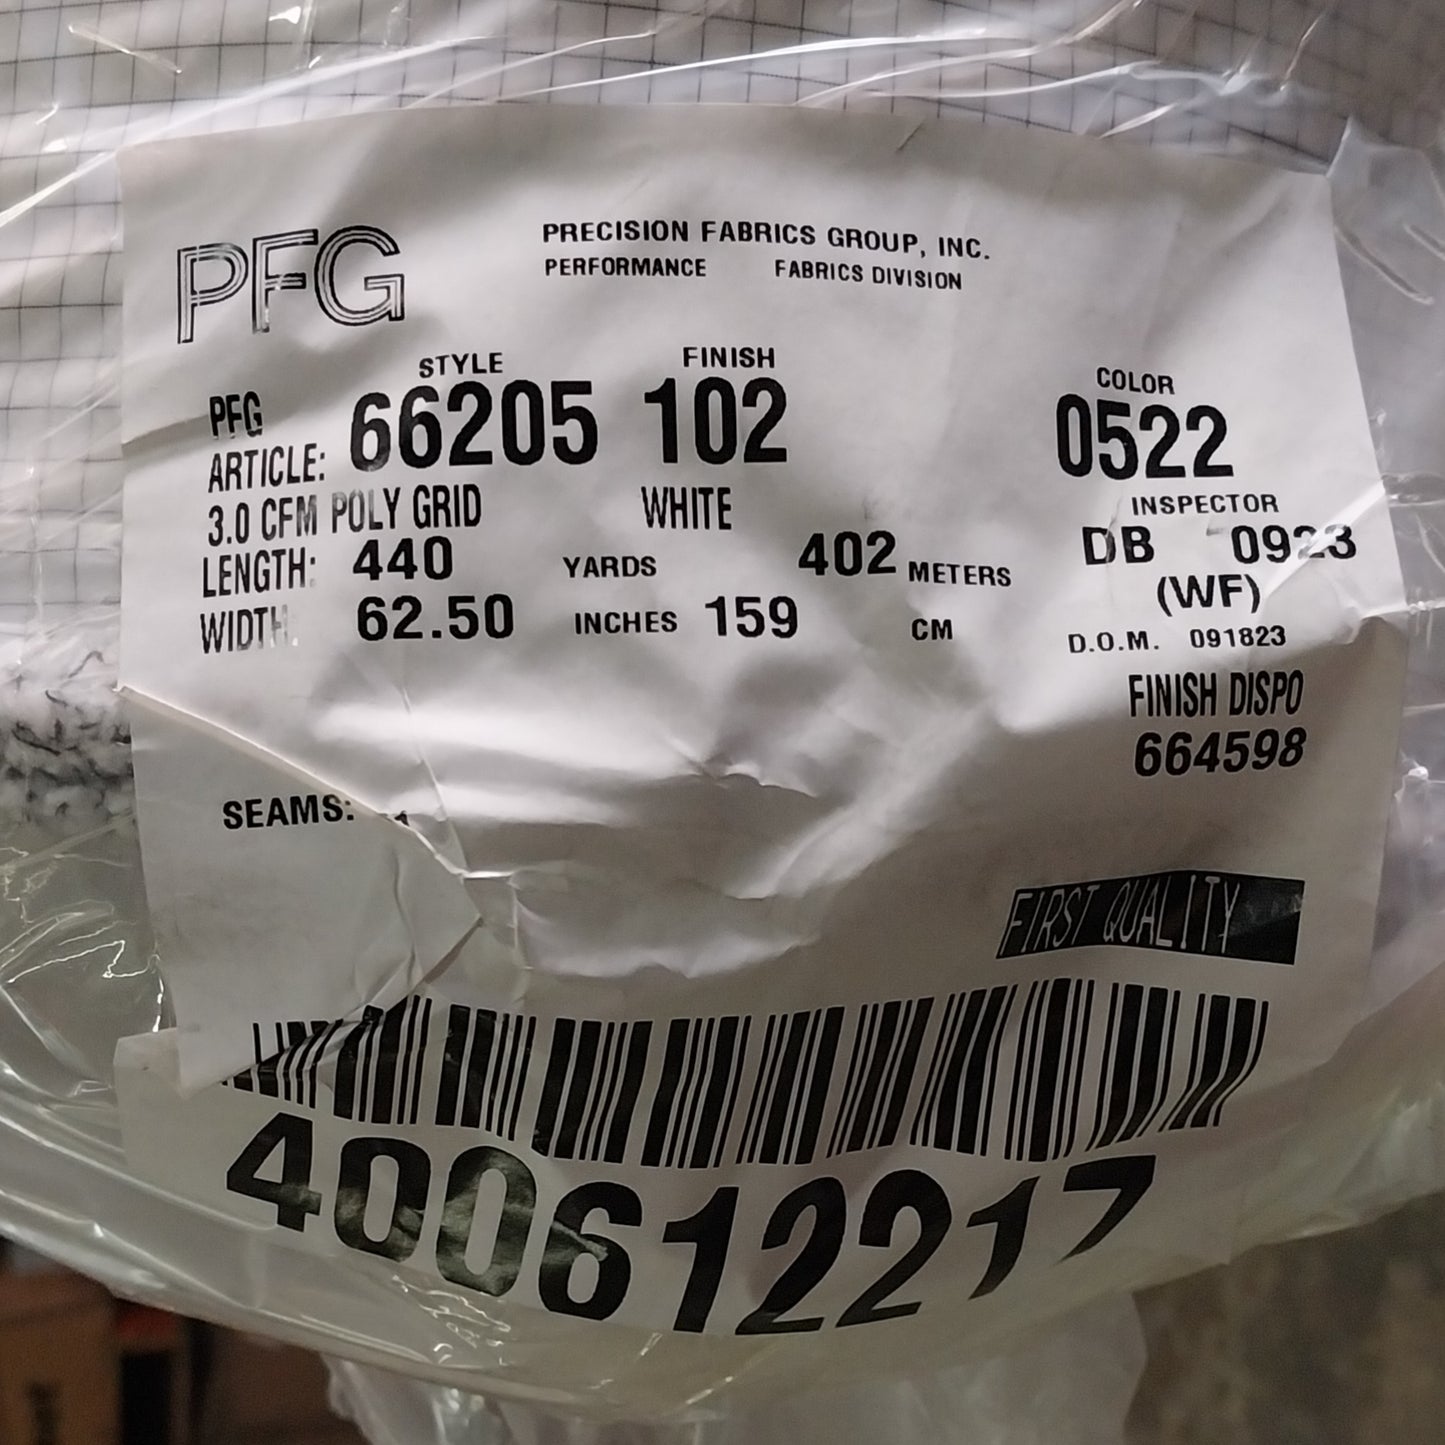 PFG
PRECISION FABRICS GROUP, INC.
PERFORMANCE FABRICS DIVISION
STYLE FINISH COLOR
PFG
ARTICLE: 66205 102 0522
3.0 CFM POLY GRID WHITE
INSPECTOR
DB 0923
(WF)
LENGTH: 440 YARDS 402 METERS
WIDTH: 62.50 INCHES 159 CM
D.O.M. 091823
FINISH DISPO
664598
SEAMS:
FIRST QUALITY
400612217